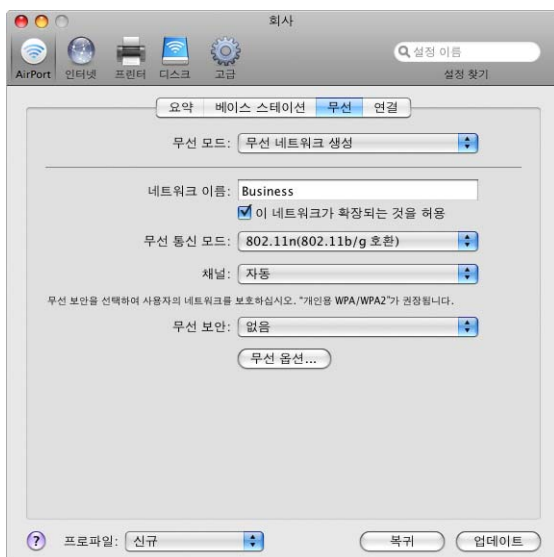 회사
설정 이름
AirPort 인터넷 프린터 디스크 고급 설정 찾기
요약 베이스 스테이션 무선 연결
무선 모드: 무선 네트워크 생성
네트워크 이름: Business
이 네트워크가 확장되는 것을 허용
무선 통신 모드: 802.11n(802.11b/g 호환)
채널: 자동
무선 보안을 선택하여 사용자의 네트워크를 보호하십시오. "개인용 WPA/WPA2"가 권장됩니다.
무선 보안: 없음
무선 옵션...
? 프로파일: 신규 복귀 업데이트